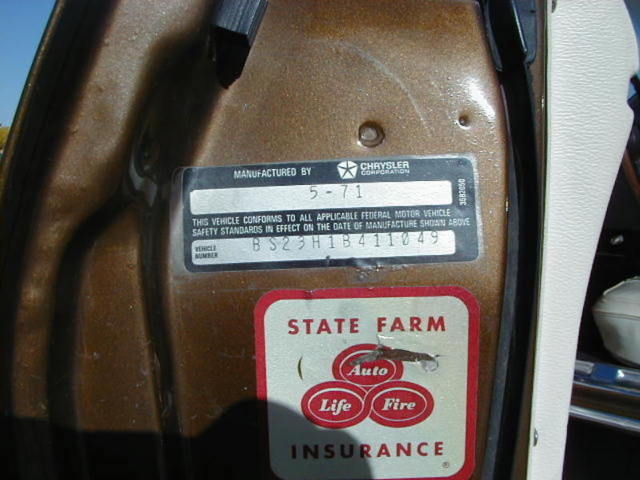 MANUFACTURED BY CHRYSLER
CORPORATION
5-71
THIS VEHICLE CONFORMS TO ALL APPLICABLE FEDERAL MOTOR VEHICLE
SAFETY STANDARDS IN EFFECT ON THE DATE OF MANUFACTURE SHOWN ABOVE
VEHICLE
NUMBER
BS23H1B411049
3582050
STATE FARM
Auto
Life Fire
INSURANCE
®